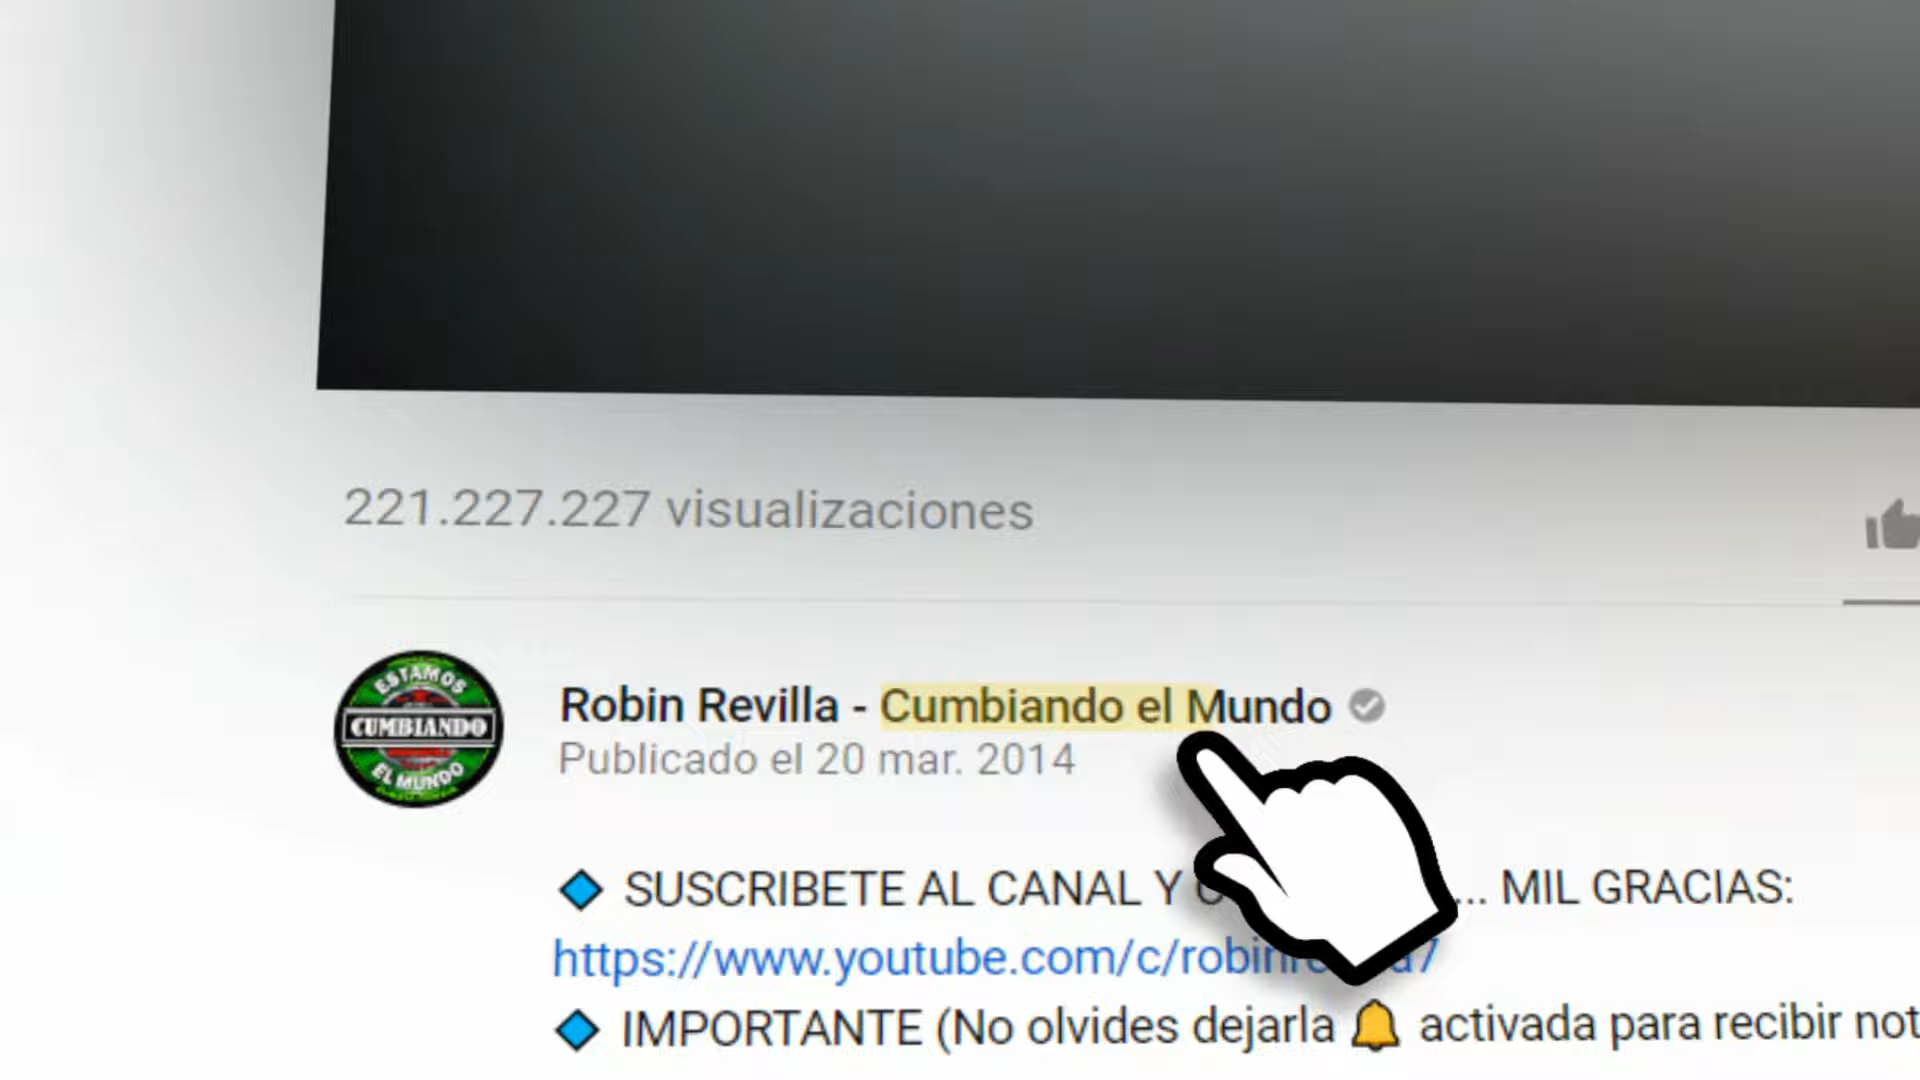 221.227.227 visualizaciones
ESTAMOS
CUMBIANDO
EL MUNDO
Robin Revilla - Cumbiando el Mundo
Publicado el 20 mar. 2014
SUSCRIBETE AL CANAL Y ... MIL GRACIAS:
https://www.youtube.com/c/robin
IMPORTANTE (No olvides dejarla 🔔 activada para recibir not